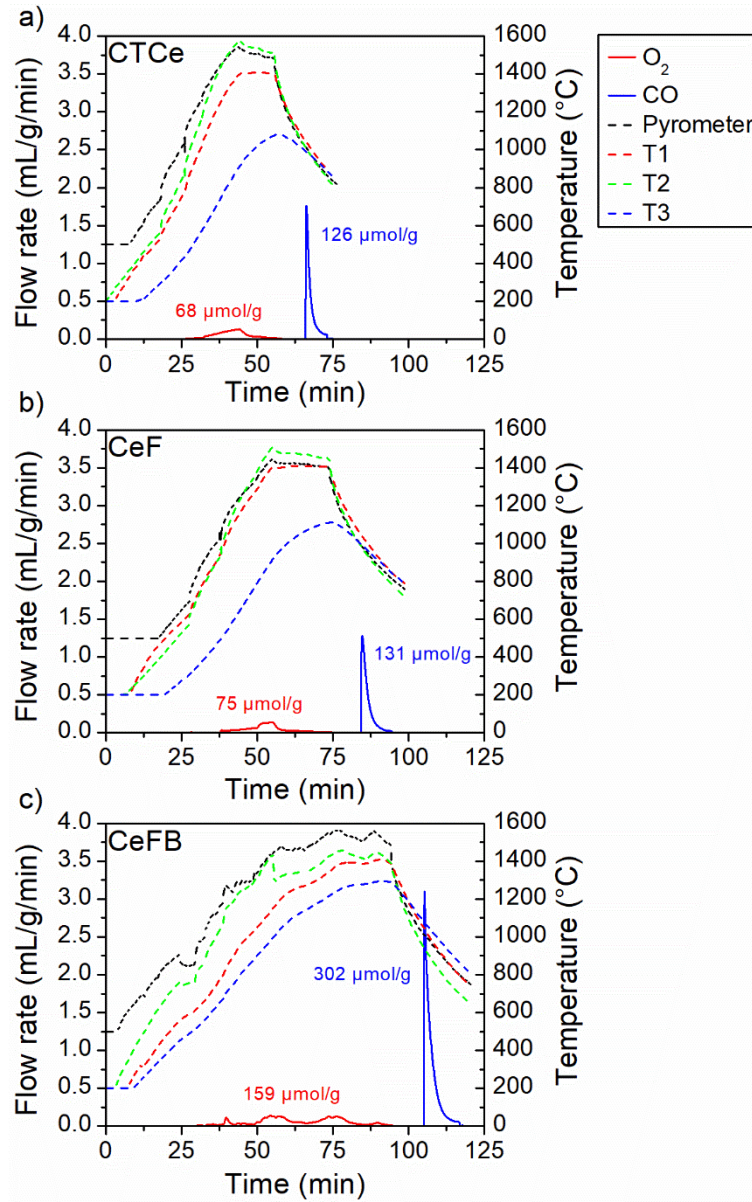 a)
CTCe
Flow rate (mL/g/min)
4.0
3.5
3.0
2.5
2.0
1.5
1.0
0.5
0.0
1600
1400
1200
1000
800
600
400
200
0
Temperature (°C)
68 µmol/g
126 µmol/g
0 25 50 75 100 125
Time (min)
O2
CO
Pyrometer
T1
T2
T3
b)
CeF
Flow rate (mL/g/min)
4.0
3.5
3.0
2.5
2.0
1.5
1.0
0.5
0.0
1600
1400
1200
1000
800
600
400
200
0
Temperature (°C)
75 µmol/g
131 µmol/g
0 25 50 75 100 125
Time (min)
c)
CeFB
Flow rate (mL/g/min)
4.0
3.5
3.0
2.5
2.0
1.5
1.0
0.5
0.0
1600
1400
1200
1000
800
600
400
200
0
Temperature (°C)
302 µmol/g
159 µmol/g
0 25 50 75 100 125
Time (min)